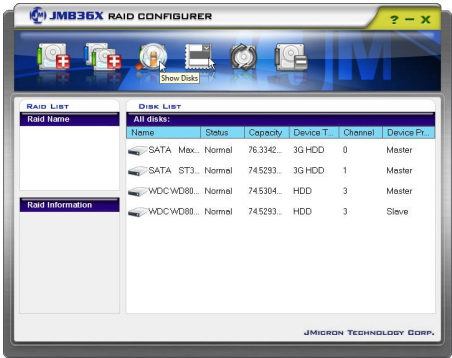 JMB36X RAID CONFIGURER
? - X
Show Disks
RAID LIST
Raid Name
Raid Information
DISK LIST
All disks:
Name Status Capacity Device T... Channel Device Pr...
SATA Max... Normal 76.3342... 3G HDD 0 Master
SATA ST3... Normal 74.5293... 3G HDD 1 Master
WDC WD80... Normal 74.5304... HDD 3 Master
WDC WD80... Normal 74.5293... HDD 3 Slave
JMICRON TECHNOLOGY CORP.